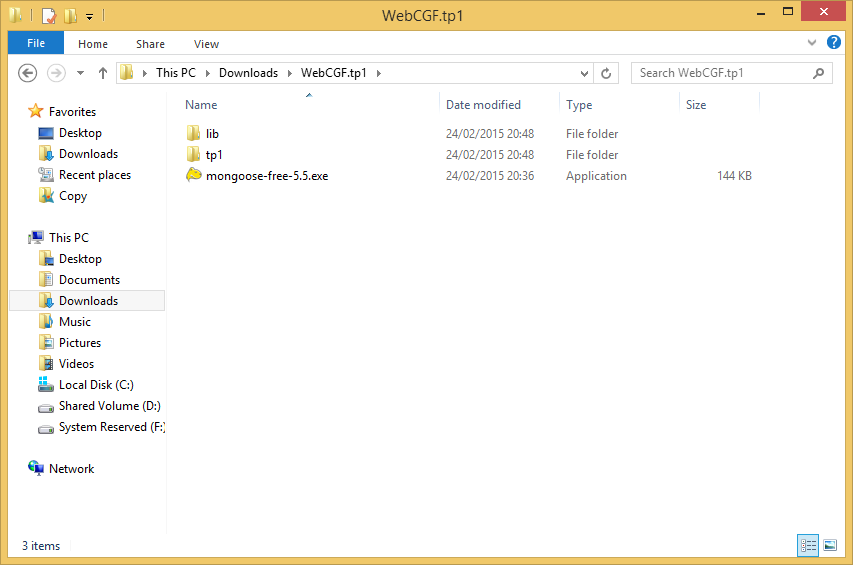 WebCGF.tp1
File Home Share View
This PC Downloads WebCGF.tp1 Search WebCGF.tp1
Name Date modified Type Size
Favorites
Desktop
Downloads
Recent places
Copy
This PC
Desktop
Documents
Downloads
Music
Pictures
Videos
Local Disk (C:)
Shared Volume (D:)
System Reserved (F:)
Network
lib 24/02/2015 20:48 File folder
tp1 24/02/2015 20:48 File folder
mongoose-free-5.5.exe 24/02/2015 20:36 Application 144 KB
3 items